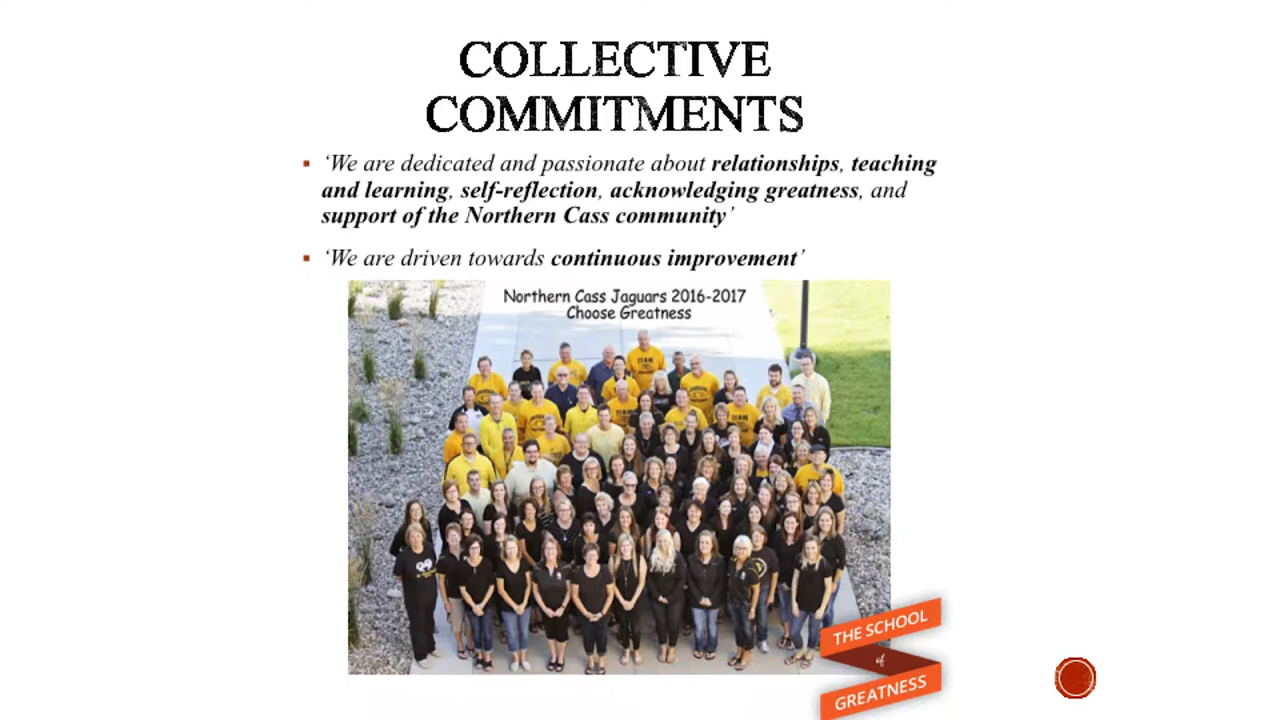 COLLECTIVE
COMMITMENTS
‘We are dedicated and passionate about relationships, teaching
and learning, self-reflection, acknowledging greatness, and
support of the Northern Cass community’
‘We are driven towards continuous improvement’
Northern Cass Jaguars 2016-2017
Choose Greatness
THE SCHOOL
of
GREATNESS